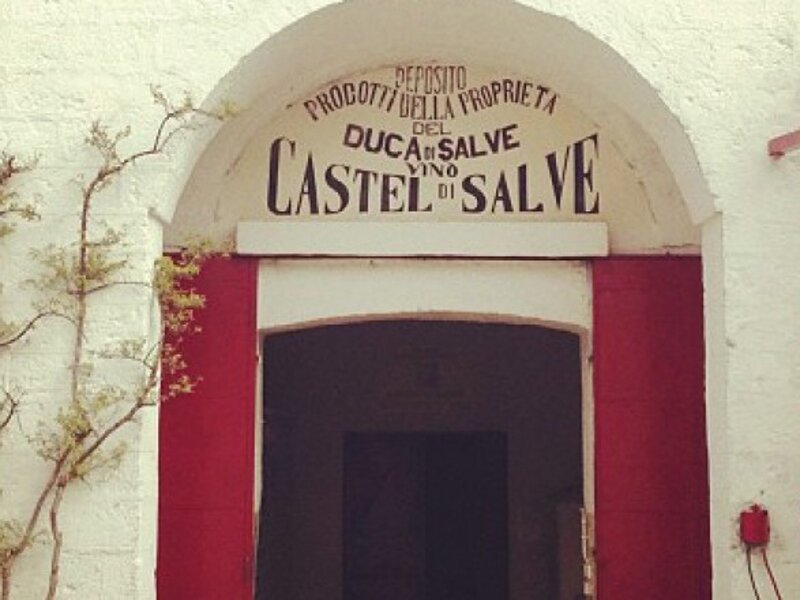 DEPOSITO
PRODOTTI DELLA PROPRIETA
DEL
DUCA DI SALVE
VINO
CASTEL DI SALVE